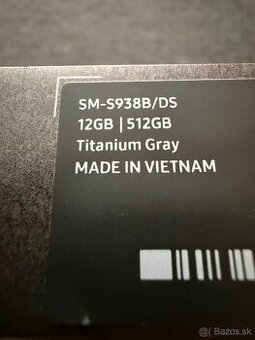 SM-S938B/DS
12GB | 512GB
Titanium Gray
MADE IN VIETNAM
Bazos.sk